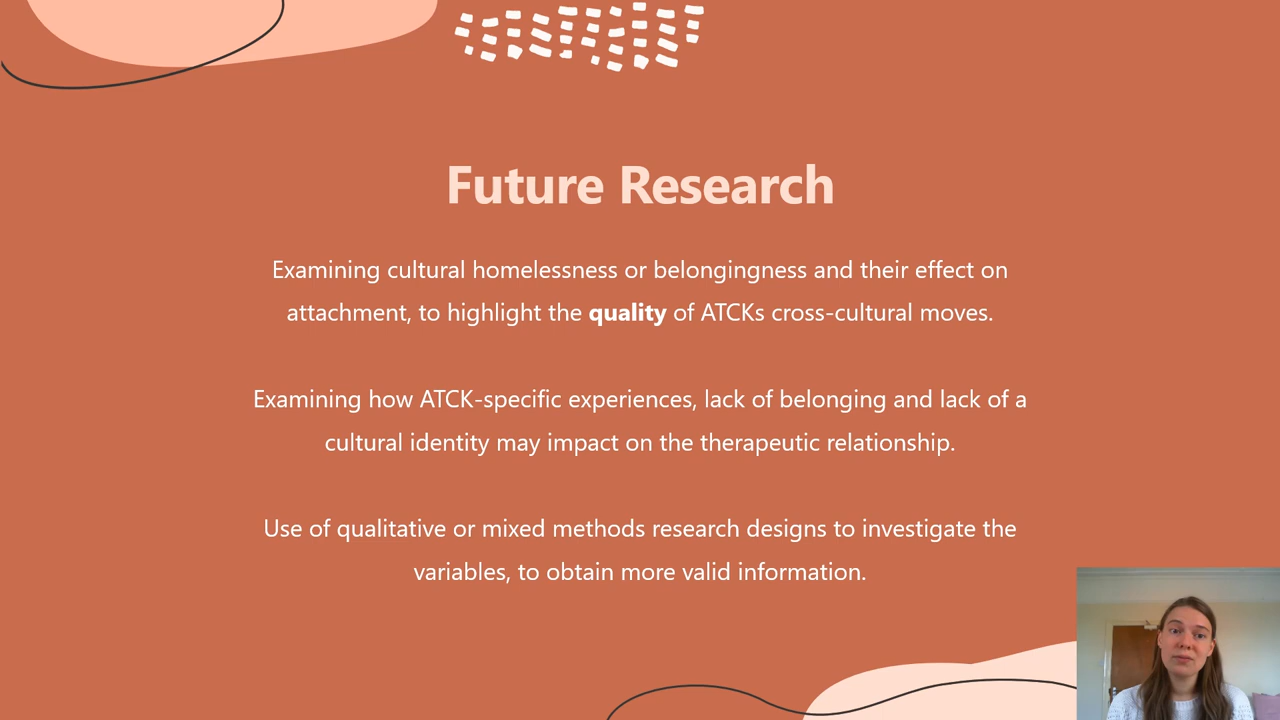 Future Research
Examining cultural homelessness or belongingness and their effect on
attachment, to highlight the quality of ATCKs cross-cultural moves.
Examining how ATCK-specific experiences, lack of belonging and lack of a
cultural identity may impact on the therapeutic relationship.
Use of qualitative or mixed methods research designs to investigate the
variables, to obtain more valid information.